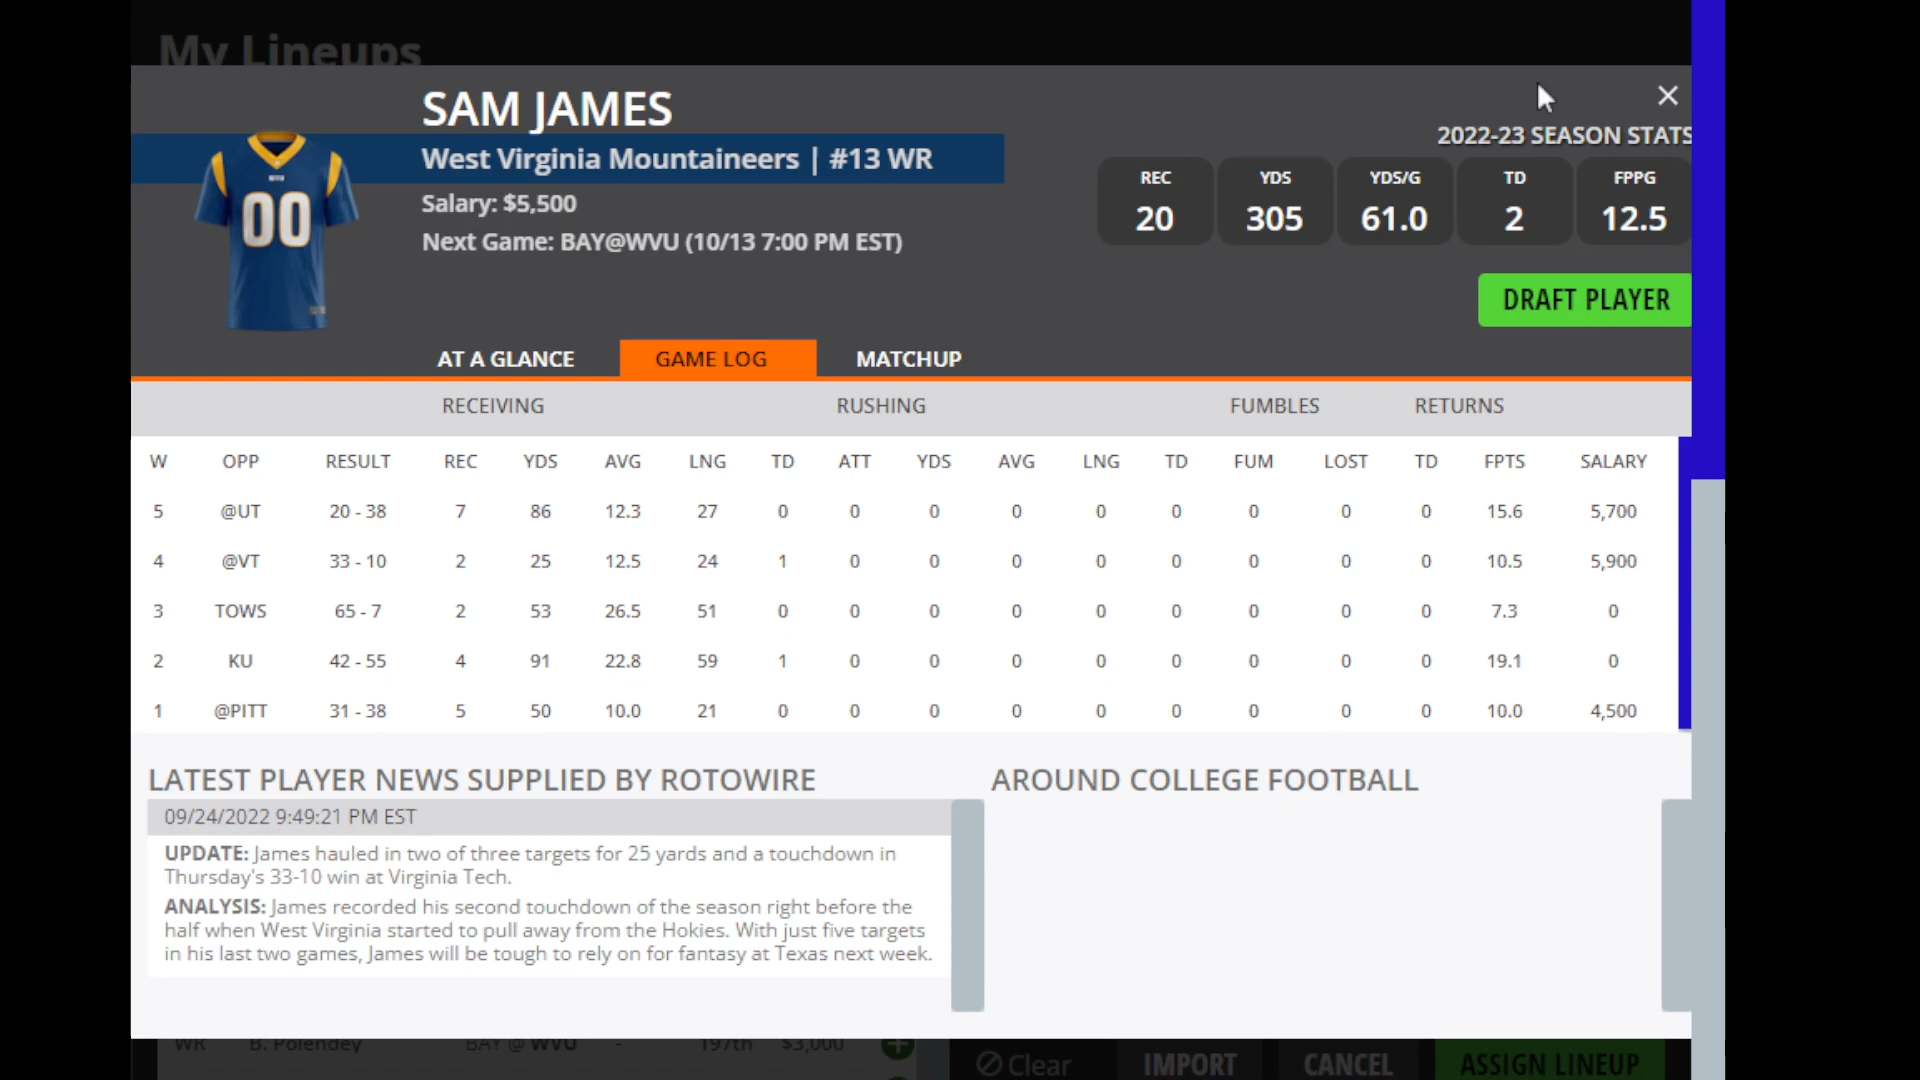 My Lineups
SAM JAMES
West Virginia Mountaineers | #13 WR
Salary: $5,500
Next Game: BAY@WVU (10/13 7:00 PM EST)
WVU
00
2022-23 SEASON STATS
REC YDS YDS/G TD FPPG
20 305 61.0 2 12.5
DRAFT PLAYER
AT A GLANCE GAME LOG MATCHUP
RECEIVING RUSHING FUMBLES RETURNS
W OPP RESULT REC YDS AVG LNG TD ATT YDS AVG LNG TD FUM LOST TD FPTS SALARY
5 @UT 20 - 38 7 86 12.3 27 0 0 0 0 0 0 0 0 0 15.6 5,700
4 @VT 33 - 10 2 25 12.5 24 1 0 0 0 0 0 0 0 0 10.5 5,900
3 TOWS 65 - 7 2 53 26.5 51 0 0 0 0 0 0 0 0 0 7.3 0
2 KU 42 - 55 4 91 22.8 59 1 0 0 0 0 0 0 0 0 19.1 0
1 @PITT 31 - 38 5 50 10.0 21 0 0 0 0 0 0 0 0 0 10.0 4,500
LATEST PLAYER NEWS SUPPLIED BY ROTOWIRE
09/24/2022 9:49:21 PM EST
UPDATE: James hauled in two of three targets for 25 yards and a touchdown in
Thursday's 33-10 win at Virginia Tech.
ANALYSIS: James recorded his second touchdown of the season right before the
half when West Virginia started to pull away from the Hokies. With just five targets
in his last two games, James will be tough to rely on for fantasy at Texas next week.
AROUND COLLEGE FOOTBALL
WR B. Polendey BAY @ WVU - 197th $3,000
Clear IMPORT CANCEL ASSIGN LINEUP